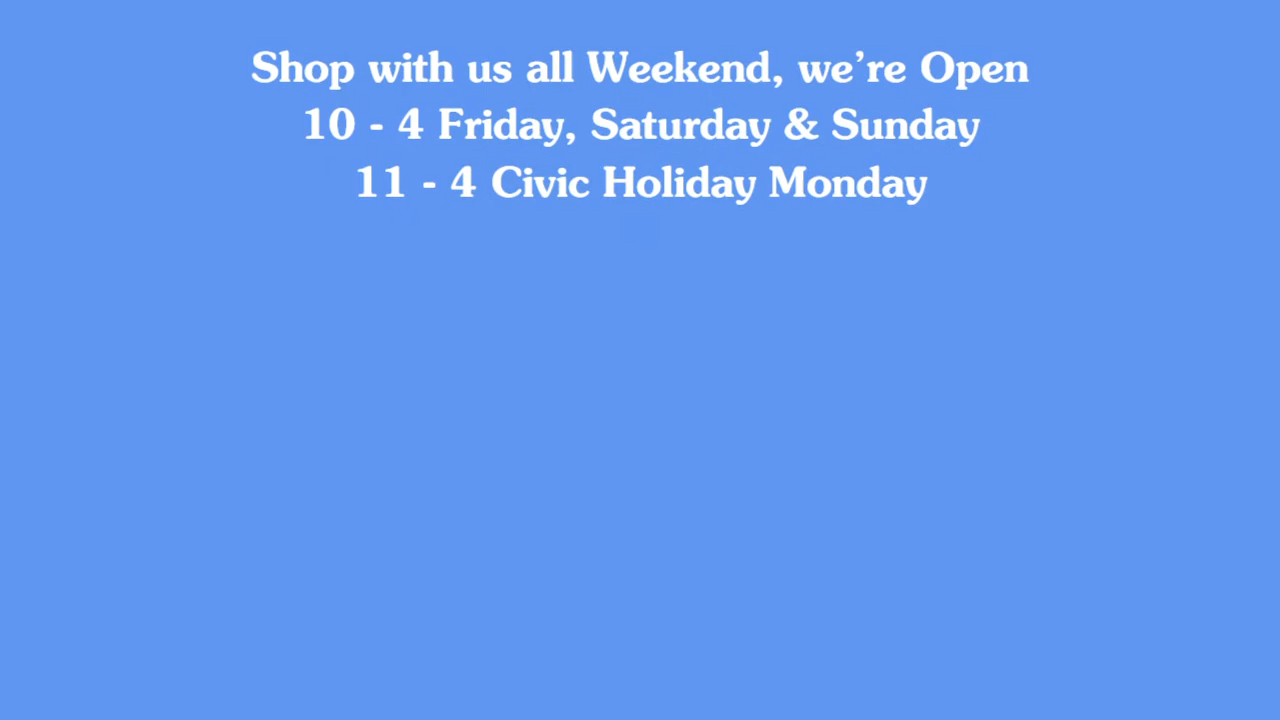 Shop with us all Weekend, we’re Open
10 - 4 Friday, Saturday & Sunday
11 - 4 Civic Holiday Monday